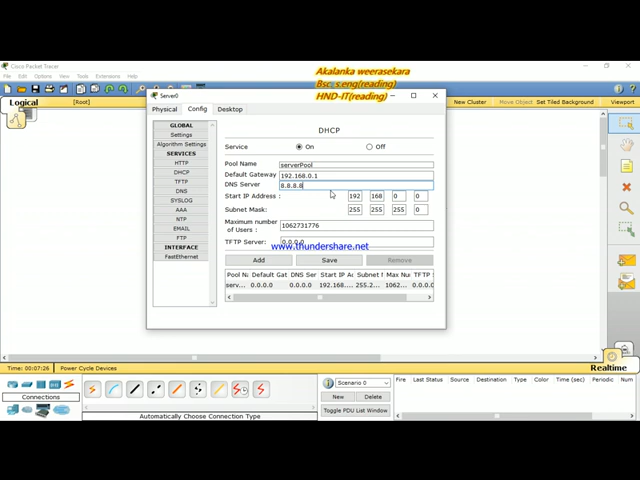 Cisco Packet Tracer
File Edit Options View Tools Extensions Help
Akalanka weerasekara
Bsc s.eng(reading)
HND-IT(reading)
Logical
[Root]
New Cluster
Move Object
Set Tiled Background
Viewport
Server0
Physical
Config
Desktop
GLOBAL
Settings
Algorithm Settings
SERVICES
HTTP
DHCP
TFTP
DNS
SYSLOG
AAA
NTP
EMAIL
FTP
INTERFACE
FastEthernet
DHCP
Service
On
Off
Pool Name
serverPool
Default Gateway
192.168.0.1
DNS Server
8.8.8.8
Start IP Address :
192
168
0
0
Subnet Mask:
255
255
255
0
Maximum number
of Users :
1062731776
TFTP Server:
0.0.0.0
www.thundershare.net
Add
Save
Remove
Pool N
Default Gat
DNS Ser
Start IP Ac
Subnet M
Max Nu
TFTP S
serv...
0.0.0.0
0.0.0.0
192.168....
255.2...
1062...
0.0.0.0
Time: 00:07:26
Power Cycle Devices
Realtime
Connections
Automatically Choose Connection Type
Scenario 0
New
Delete
Toggle PDU List Window
Fire
Last Status
Source
Destination
Type
Color
Time (sec)
Periodic
Num